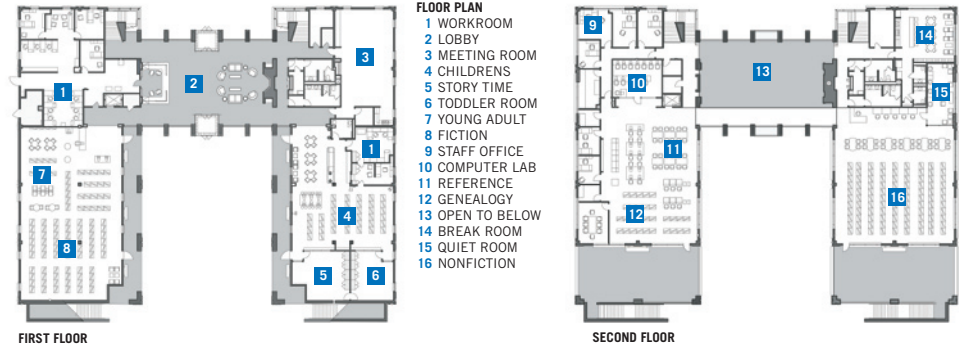 FLOOR PLAN
1 WORKROOM
2 LOBBY
3 MEETING ROOM
4 CHILDRENS
5 STORY TIME
6 TODDLER ROOM
7 YOUNG ADULT
8 FICTION
9 STAFF OFFICE
10 COMPUTER LAB
11 REFERENCE
12 GENEALOGY
13 OPEN TO BELOW
14 BREAK ROOM
15 QUIET ROOM
16 NONFICTION
1
2
3
1
7
4
8
5
6
FIRST FLOOR
9
14
13
10
15
11
16
12
SECOND FLOOR